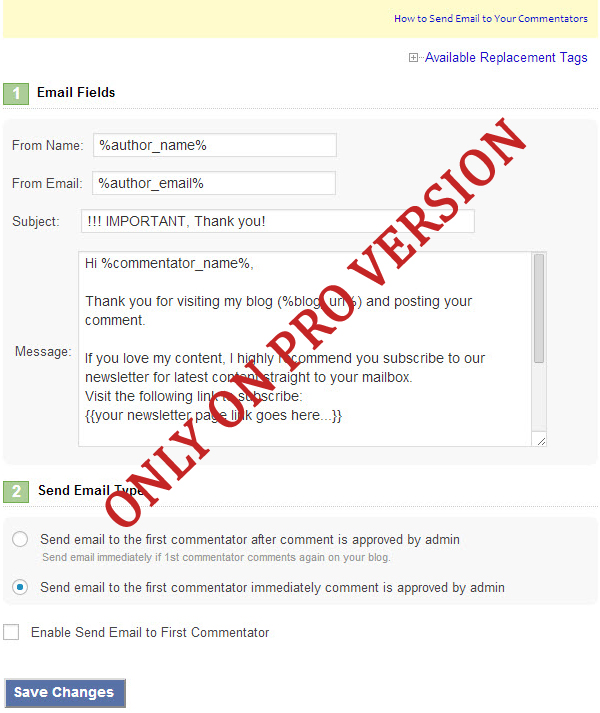 How to Send Email to Your Commentators
Available Replacement Tags
1 Email Fields
From Name: %author_name%
From Email: %author_email%
Subject: !!! IMPORTANT, Thank you!
Message:
Hi %commentator_name%,
Thank you for visiting my blog (%blog_url%) and posting your
comment.
If you love my content, I highly recommend you subscribe to our
newsletter for latest content straight to your mailbox.
Visit the following link to subscribe:
{{your newsletter page link goes here...}}
ONLY ON PRO VERSION
2 Send Email Type
Send email to the first commentator after comment is approved by admin
Send email immediately if 1st commentator comments again on your blog.
Send email to the first commentator immediately comment is approved by admin
Enable Send Email to First Commentator
Save Changes